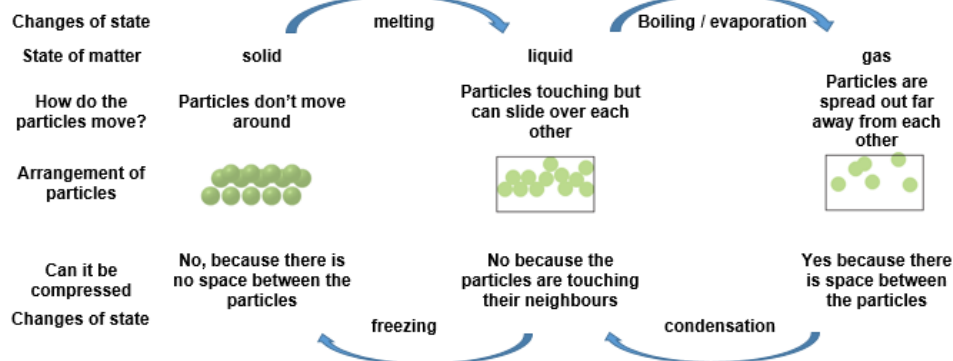 Changes of state
melting
Boiling / evaporation
State of matter
solid
liquid
gas
How do the
particles move?
Particles don’t move
around
Particles touching but
can slide over each
other
Particles are
spread out far
away from each
other
Arrangement of
particles
Can it be
compressed
No, because there is
no space between the
particles
No because the
particles are touching
their neighbours
Yes because there
is space between
the particles
Changes of state
freezing
condensation